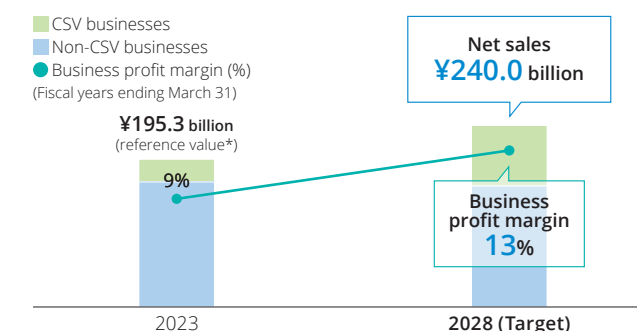 CSV businesses
Non-CSV businesses
Business profit margin (%)
(Fiscal years ending March 31)
¥195.3 billion
(reference value*)
9%
Net sales
¥240.0 billion
Business
profit margin
13%
2023
2028 (Target)